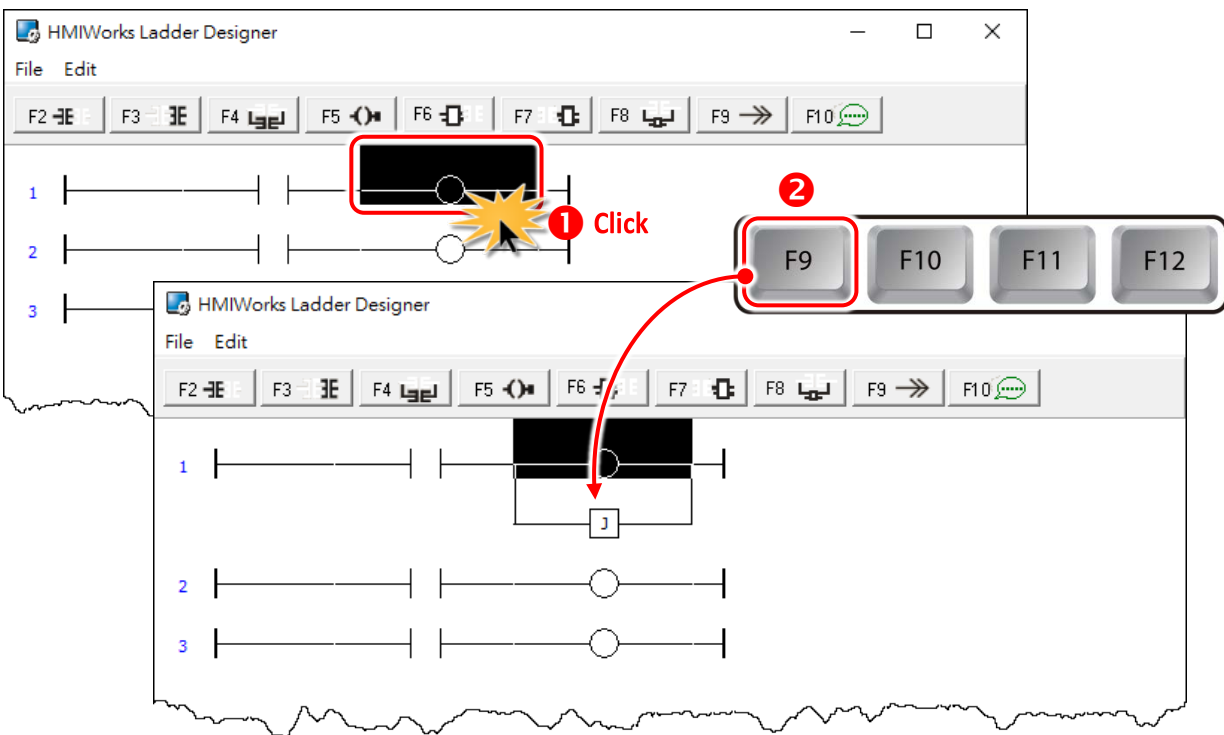 HMIWorks Ladder Designer
File Edit
F2 F3 F4 F5 F6 F7 F8 F9 F10
1
2
3
1 Click
2
F9 F10 F11 F12
HMIWorks Ladder Designer
File Edit
F2 F3 F4 F5 F6 F7 F8 F9 F10
1
J
2
3